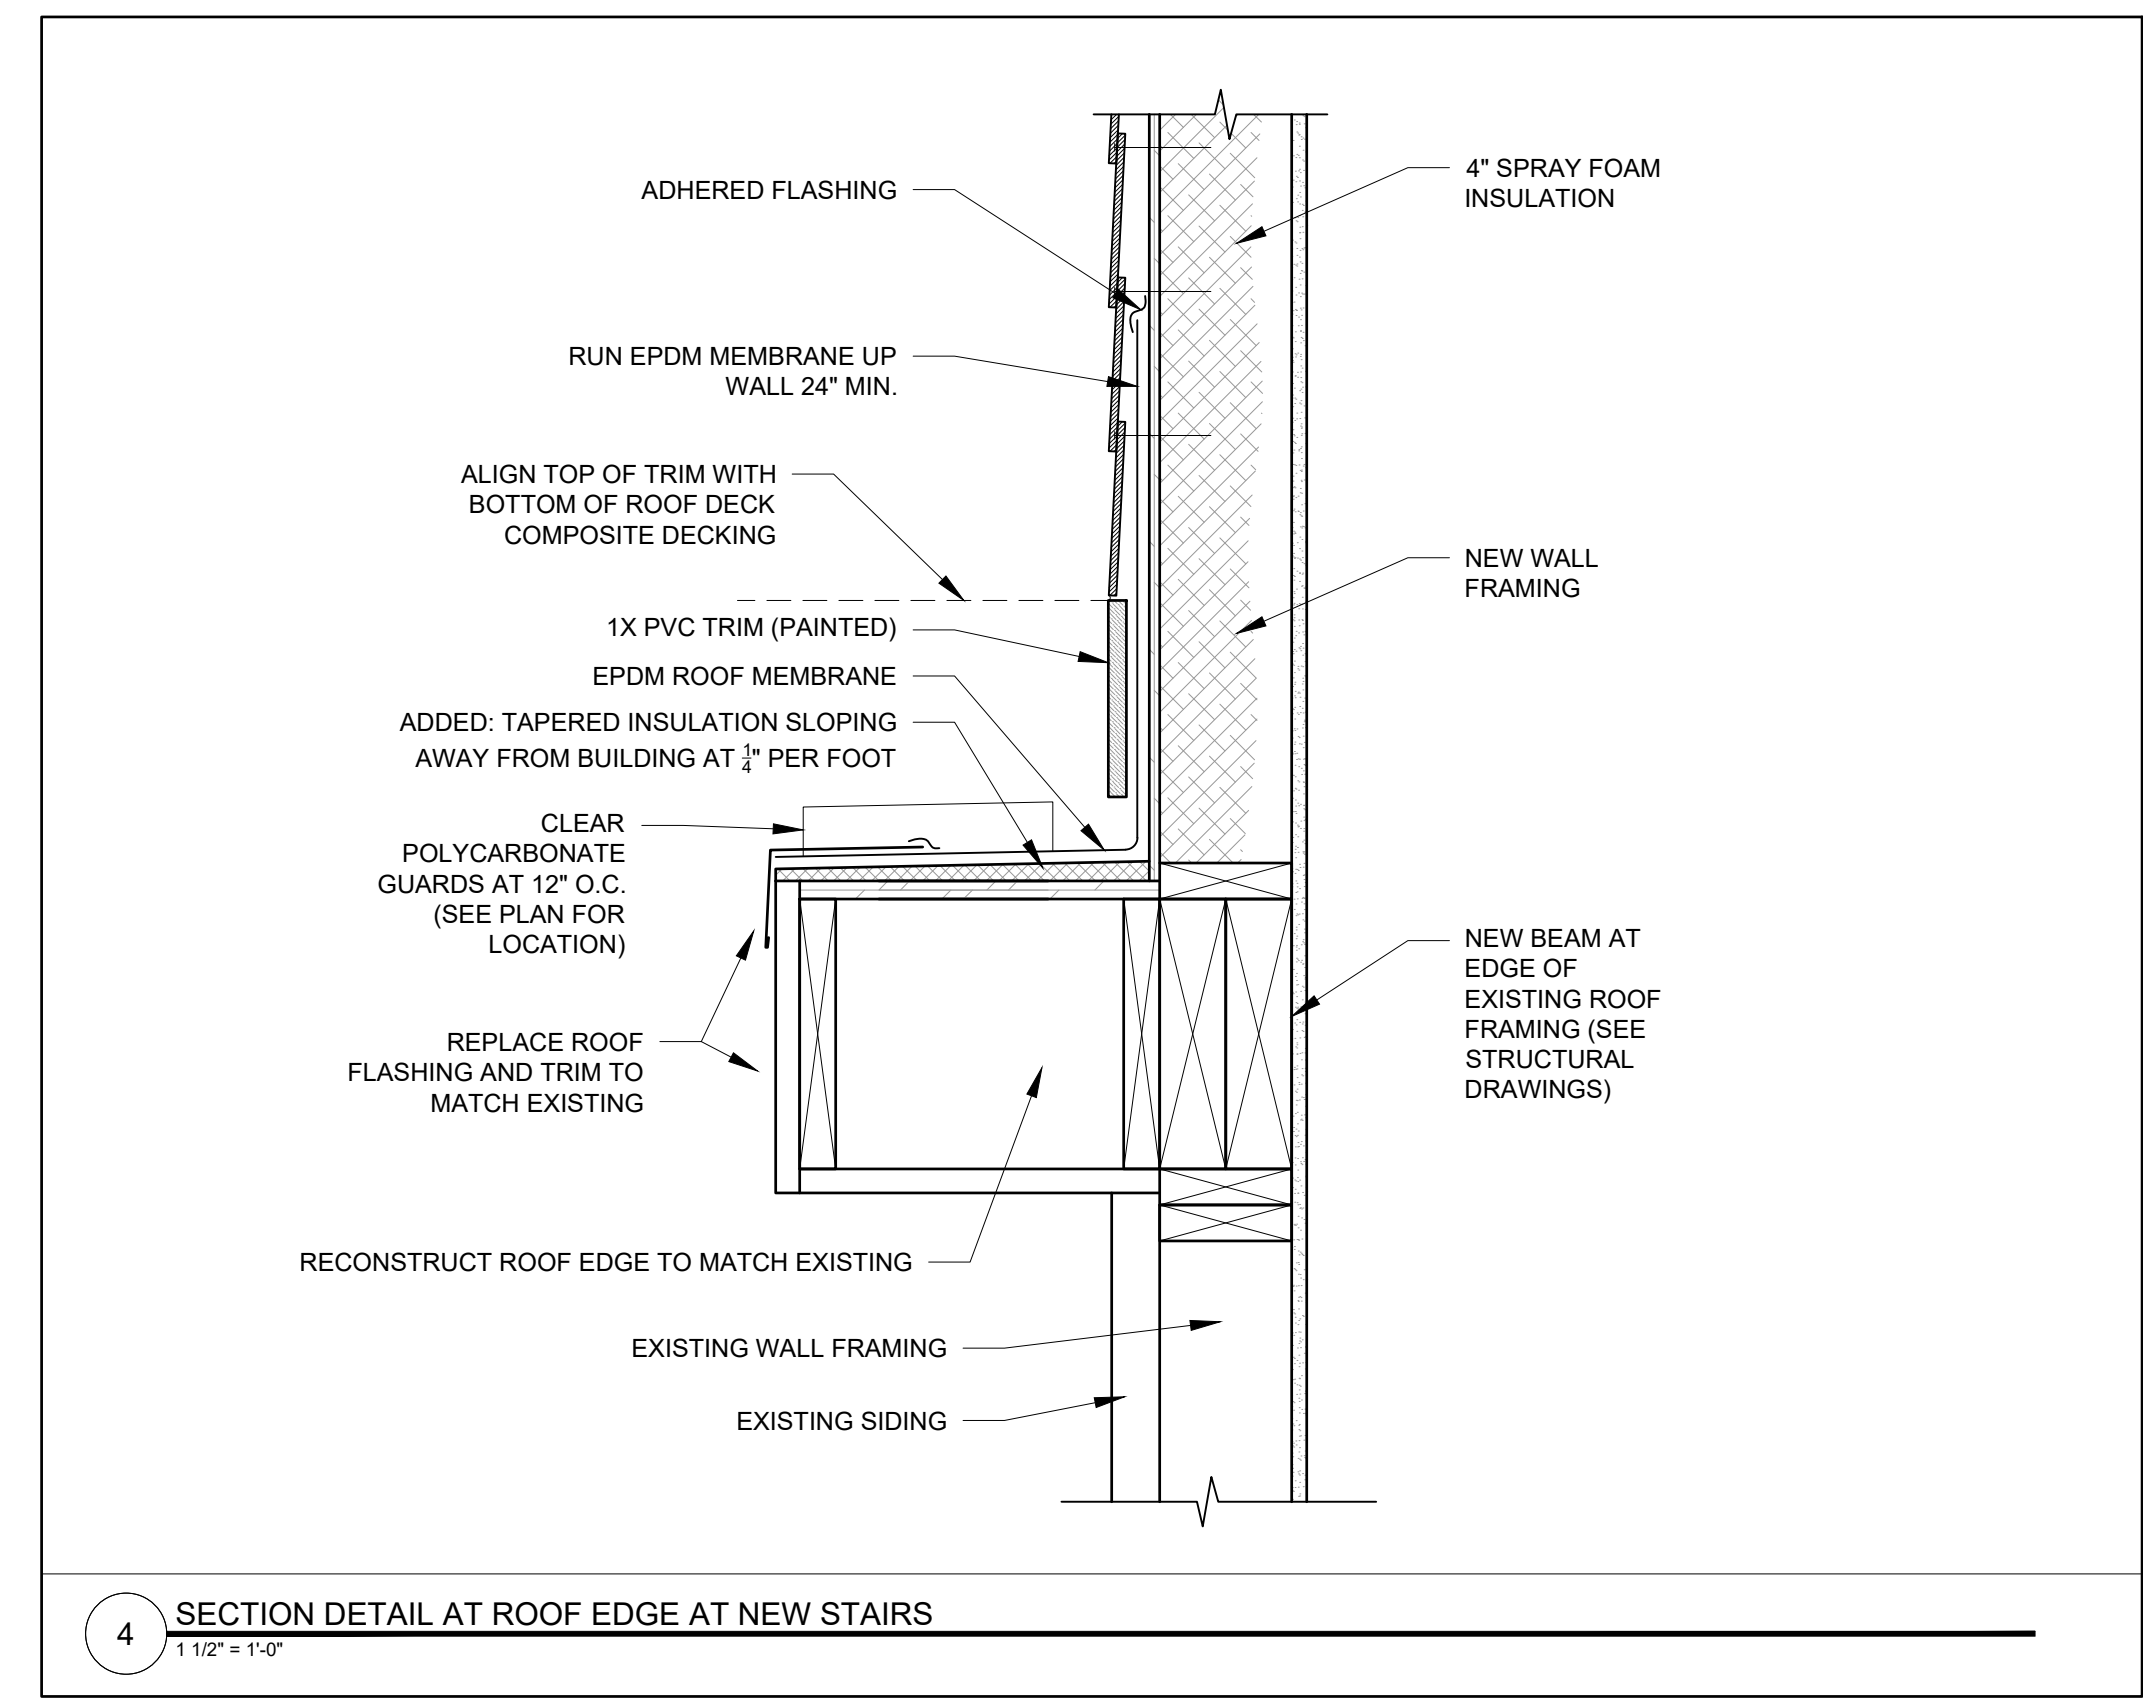 ADHERED FLASHING
RUN EPDM MEMBRANE UP
WALL 24" MIN.
ALIGN TOP OF TRIM WITH
BOTTOM OF ROOF DECK
COMPOSITE DECKING
1X PVC TRIM (PAINTED)
EPDM ROOF MEMBRANE
ADDED: TAPERED INSULATION SLOPING
AWAY FROM BUILDING AT 1/4" PER FOOT
CLEAR
POLYCARBONATE
GUARDS AT 12" O.C.
(SEE PLAN FOR
LOCATION)
REPLACE ROOF
FLASHING AND TRIM TO
MATCH EXISTING
RECONSTRUCT ROOF EDGE TO MATCH EXISTING
EXISTING WALL FRAMING
EXISTING SIDING
4" SPRAY FOAM
INSULATION
NEW WALL
FRAMING
NEW BEAM AT
EDGE OF
EXISTING ROOF
FRAMING (SEE
STRUCTURAL
DRAWINGS)
4
SECTION DETAIL AT ROOF EDGE AT NEW STAIRS
1 1/2" = 1'-0"